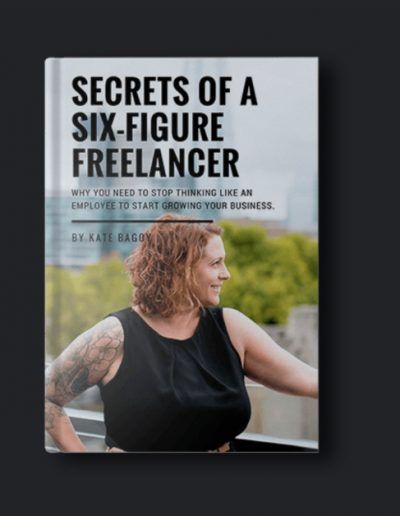 SECRETS OF A
SIX-FIGURE
FREELANCER
WHY YOU NEED TO STOP THINKING LIKE AN
EMPLOYEE TO START GROWING YOUR BUSINESS.
BY KATE BAGOY